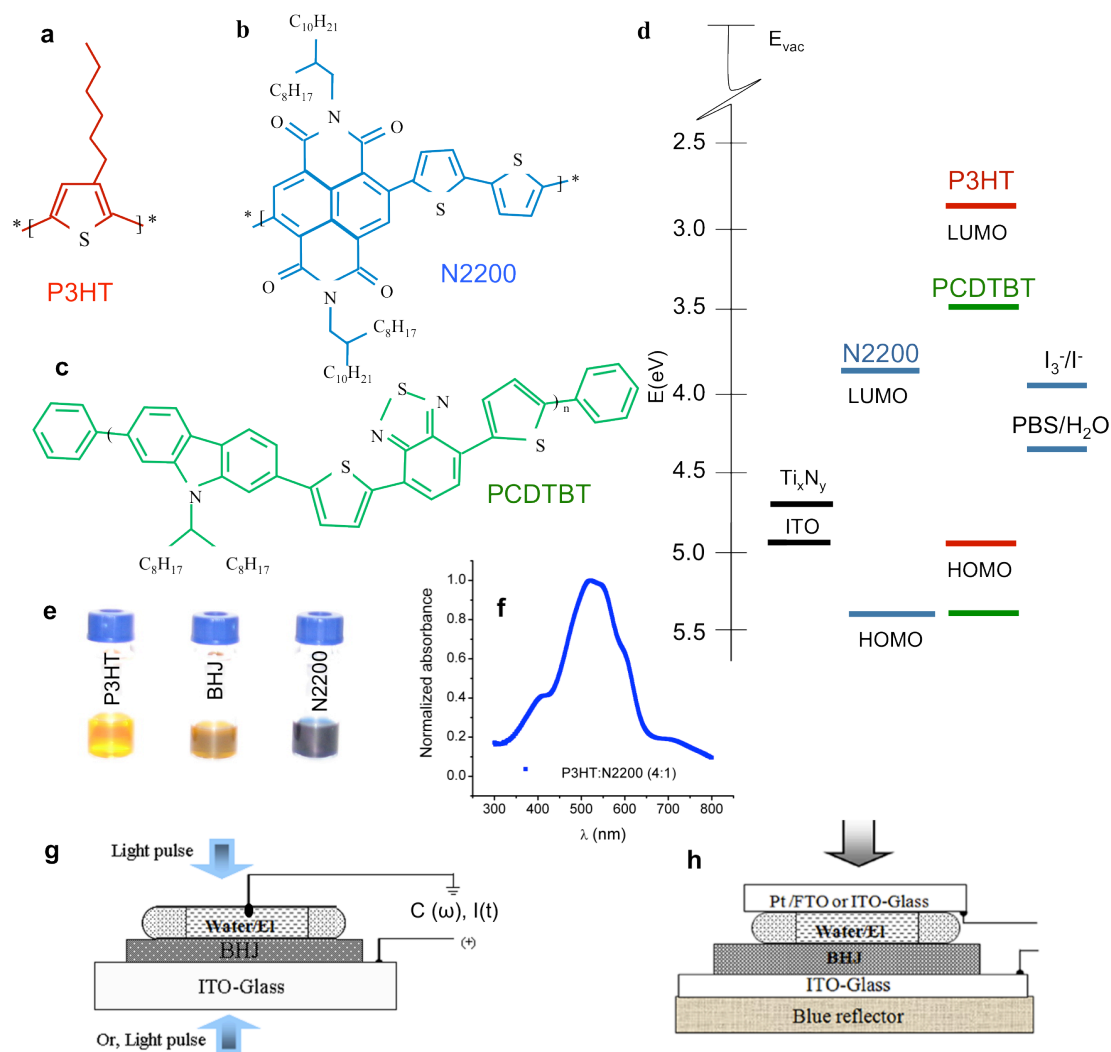 a
* [ S ] *
P3HT
b
C10H21
C8H17
N
O O
S
* [ S ] *
O O
N
C8H17
C10H21
N2200
c
S
N
N
( )n
S
S
N
C8H17 C8H17
PCDTBT
d
Evac
E(eV)
2.5
3.0
3.5
4.0
4.5
5.0
5.5
P3HT
LUMO
PCDTBT
N2200
LUMO
I3-/I-
PBS/H2O
TixNy
ITO
HOMO
HOMO
e
P3HT
BHJ
N2200
f
Normalized absorbance
1.0
0.8
0.6
0.4
0.2
0.0
P3HT:N2200 (4:1)
300 400 500 600 700 800
λ (nm)
g
Light pulse
C (ω), I(t)
Water/El
(+)
BHJ
ITO-Glass
Or, Light pulse
h
Pt /FTO or ITO-Glass
Water/El
BHJ
ITO-Glass
Blue reflector